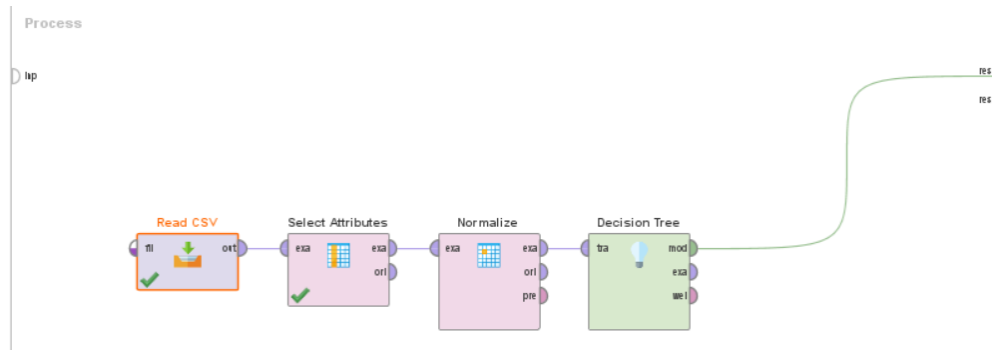 Process
inp
res
res
Read CSV
Select Attributes
Normalize
Decision Tree
fil
out
exa
exa
exa
exa
tra
mod
ori
ori
exa
pre
wei